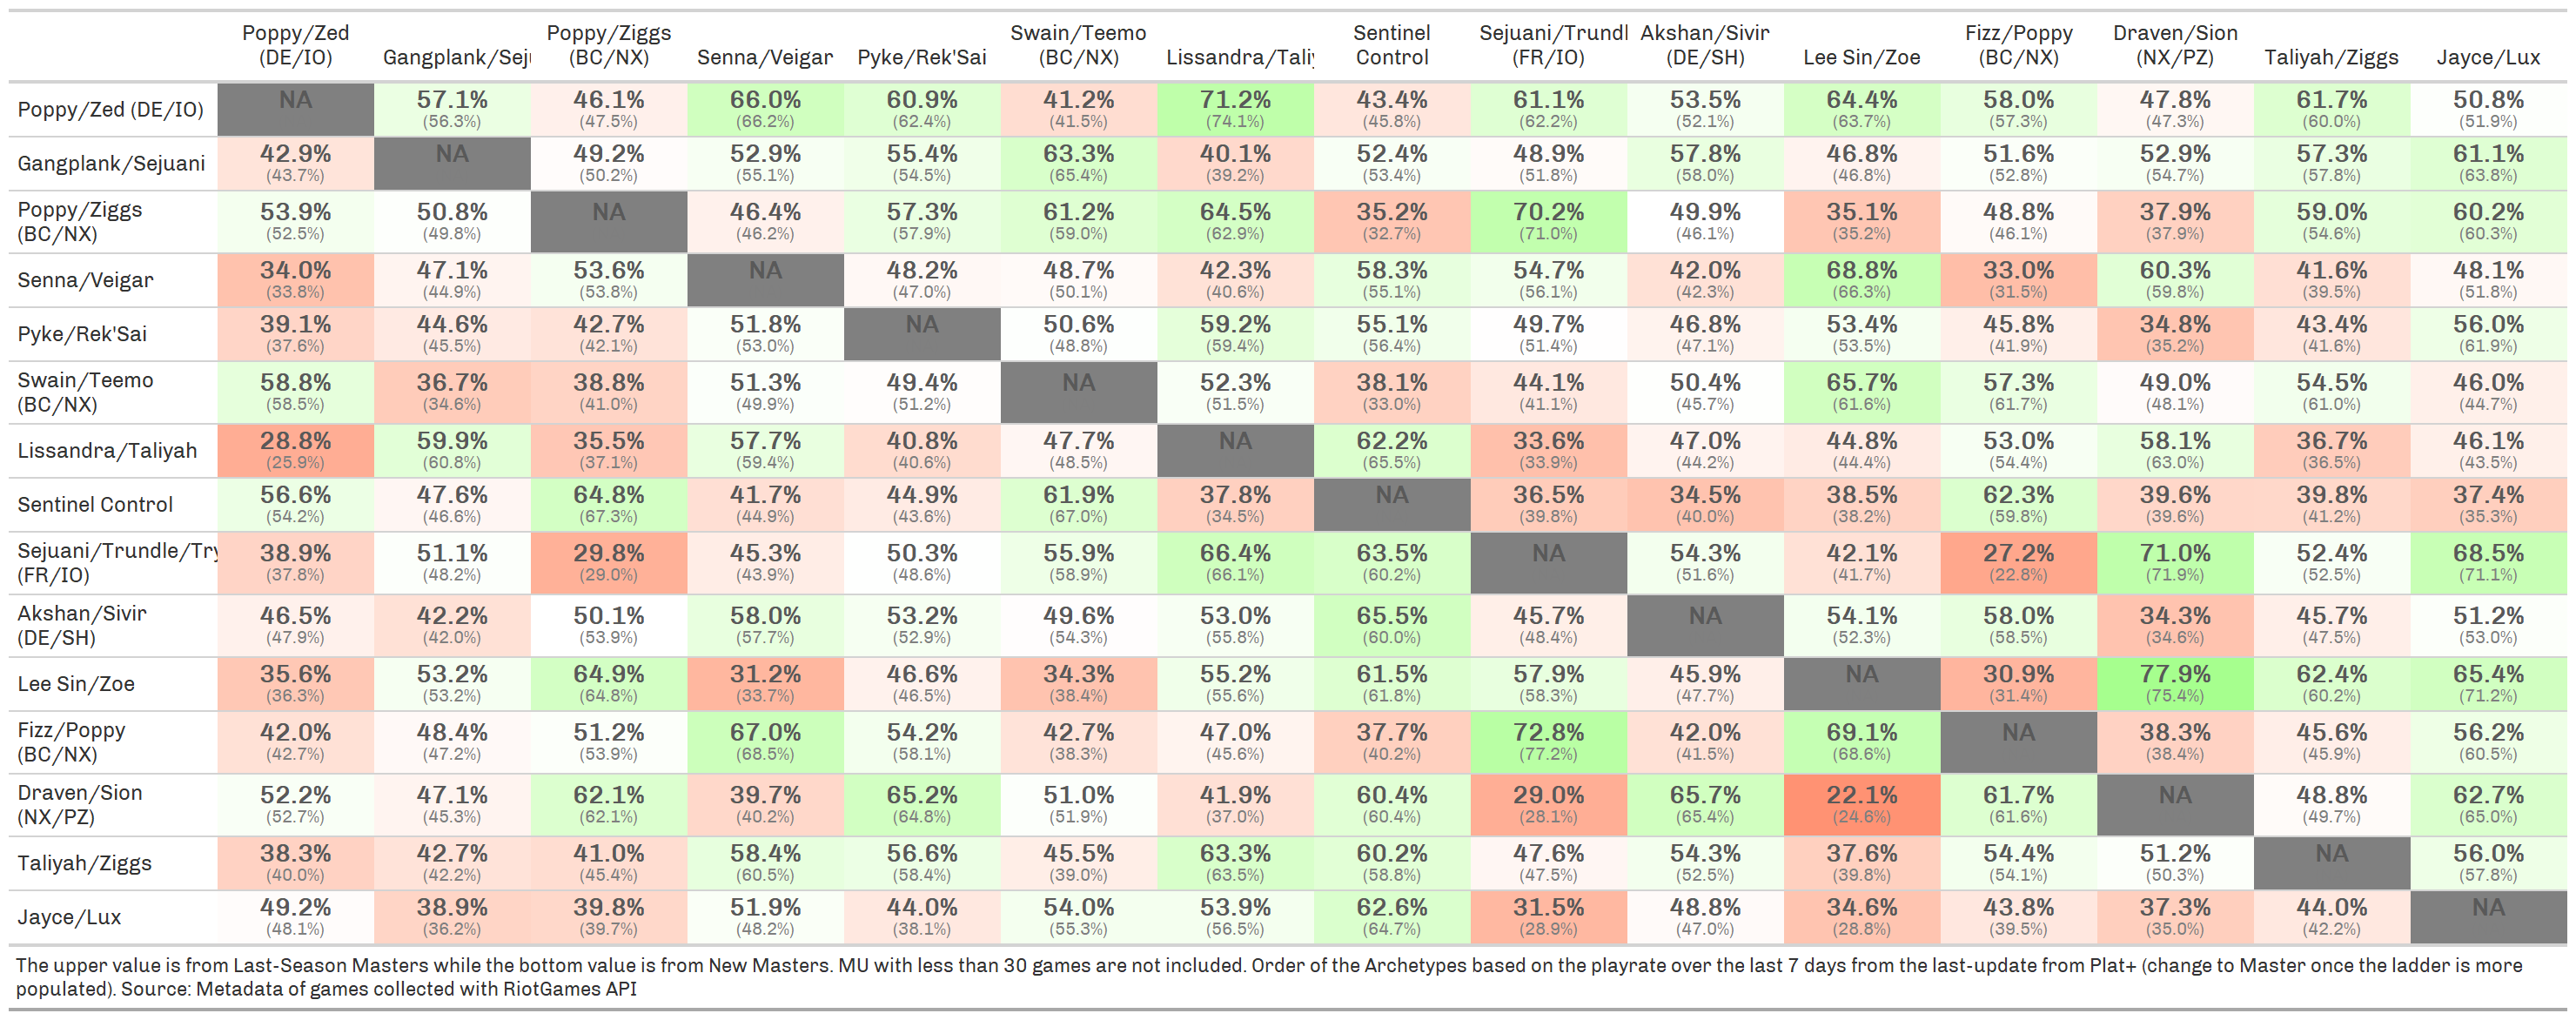 Poppy/Zed (DE/IO) Gangplank/Seju Poppy/Ziggs (BC/NX) Senna/Veigar Pyke/Rek'Sai Swain/Teemo (BC/NX) Lissandra/Taliy Sentinel Control Sejuani/Trundl (FR/IO) Akshan/Sivir (DE/SH) Lee Sin/Zoe Fizz/Poppy (BC/NX) Draven/Sion (NX/PZ) Taliyah/Ziggs Jayce/Lux
Poppy/Zed (DE/IO) NA 57.1% 46.1% 66.0% 60.9% 41.2% 71.2% 43.4% 61.1% 53.5% 64.4% 58.0% 47.8% 61.7% 50.8%
(56.3%) (47.5%) (66.2%) (62.4%) (41.5%) (74.1%) (45.8%) (62.2%) (52.1%) (63.7%) (57.3%) (47.3%) (60.0%) (51.9%)
Gangplank/Sejuani 42.9% NA 49.2% 52.9% 55.4% 63.3% 40.1% 52.4% 48.9% 57.8% 46.8% 51.6% 52.9% 57.3% 61.1%
(43.7%) (50.2%) (55.1%) (54.5%) (65.4%) (39.2%) (53.4%) (51.8%) (58.0%) (46.8%) (52.8%) (54.7%) (57.8%) (63.8%)
Poppy/Ziggs 53.9% 50.8% NA 46.4% 57.3% 61.2% 64.5% 35.2% 70.2% 49.9% 35.1% 48.8% 37.9% 59.0% 60.2%
(BC/NX) (52.5%) (49.8%) (46.2%) (57.9%) (59.0%) (62.9%) (32.7%) (71.0%) (46.1%) (35.2%) (46.1%) (37.9%) (54.6%) (60.3%)
Senna/Veigar 34.0% 47.1% 53.6% NA 48.2% 48.7% 42.3% 58.3% 54.7% 42.0% 68.8% 33.0% 60.3% 41.6% 48.1%
(33.8%) (44.9%) (53.8%) (47.0%) (50.1%) (40.6%) (55.1%) (56.1%) (42.3%) (66.3%) (31.5%) (59.8%) (39.5%) (51.8%)
Pyke/Rek'Sai 39.1% 44.6% 42.7% 51.8% NA 50.6% 59.2% 55.1% 49.7% 46.8% 53.4% 45.8% 34.8% 43.4% 56.0%
(37.6%) (45.5%) (42.1%) (53.0%) (48.8%) (59.4%) (56.4%) (51.4%) (47.1%) (53.5%) (41.9%) (35.2%) (41.6%) (61.9%)
Swain/Teemo 58.8% 36.7% 38.8% 51.3% 49.4% NA 52.3% 38.1% 44.1% 50.4% 65.7% 57.3% 49.0% 54.5% 46.0%
(BC/NX) (58.5%) (34.6%) (41.0%) (49.9%) (51.2%) (51.5%) (33.0%) (41.1%) (45.7%) (61.6%) (61.7%) (48.1%) (61.0%) (44.7%)
Lissandra/Taliyah 28.8% 59.9% 35.5% 57.7% 40.8% 47.7% NA 62.2% 33.6% 47.0% 44.8% 53.0% 58.1% 36.7% 46.1%
(25.9%) (60.8%) (37.1%) (59.4%) (40.6%) (48.5%) (65.5%) (33.9%) (44.2%) (44.4%) (54.4%) (63.0%) (36.5%) (43.5%)
Sentinel Control 56.6% 47.6% 64.8% 41.7% 44.9% 61.9% 37.8% NA 36.5% 34.5% 38.5% 62.3% 39.6% 39.8% 37.4%
(54.2%) (46.6%) (67.3%) (44.9%) (43.6%) (67.0%) (34.5%) (39.8%) (40.0%) (38.2%) (59.8%) (39.6%) (41.2%) (35.3%)
Sejuani/Trundle/Try 38.9% 51.1% 29.8% 45.3% 50.3% 55.9% 66.4% 63.5% NA 54.3% 42.1% 27.2% 71.0% 52.4% 68.5%
(FR/IO) (37.8%) (48.2%) (29.0%) (43.9%) (48.6%) (58.9%) (66.1%) (60.2%) (51.6%) (41.7%) (22.8%) (71.9%) (52.5%) (71.1%)
Akshan/Sivir 46.5% 42.2% 50.1% 58.0% 53.2% 49.6% 53.0% 65.5% 45.7% NA 54.1% 58.0% 34.3% 45.7% 51.2%
(DE/SH) (47.9%) (42.0%) (53.9%) (57.7%) (52.9%) (54.3%) (55.8%) (60.0%) (48.4%) (52.3%) (58.5%) (34.6%) (47.5%) (53.0%)
Lee Sin/Zoe 35.6% 53.2% 64.9% 31.2% 46.6% 34.3% 55.2% 61.5% 57.9% 45.9% NA 30.9% 77.9% 62.4% 65.4%
(36.3%) (53.2%) (64.8%) (33.7%) (46.5%) (38.4%) (55.6%) (61.8%) (58.3%) (47.7%) (31.4%) (75.4%) (60.2%) (71.2%)
Fizz/Poppy 42.0% 48.4% 51.2% 67.0% 54.2% 42.7% 47.0% 37.7% 72.8% 42.0% 69.1% NA 38.3% 45.6% 56.2%
(BC/NX) (42.7%) (47.2%) (53.9%) (68.5%) (58.1%) (38.3%) (45.6%) (40.2%) (77.2%) (41.5%) (68.6%) (38.4%) (45.9%) (60.5%)
Draven/Sion 52.2% 47.1% 62.1% 39.7% 65.2% 51.0% 41.9% 60.4% 29.0% 65.7% 22.1% 61.7% NA 48.8% 62.7%
(NX/PZ) (52.7%) (45.3%) (62.1%) (40.2%) (64.8%) (51.9%) (37.0%) (60.4%) (28.1%) (65.4%) (24.6%) (61.6%) (49.7%) (65.0%)
Taliyah/Ziggs 38.3% 42.7% 41.0% 58.4% 56.6% 45.5% 63.3% 60.2% 47.6% 54.3% 37.6% 54.4% 51.2% NA 56.0%
(40.0%) (42.2%) (45.4%) (60.5%) (58.4%) (39.0%) (63.5%) (58.8%) (47.5%) (52.5%) (39.8%) (54.1%) (50.3%) (57.8%)
Jayce/Lux 49.2% 38.9% 39.8% 51.9% 44.0% 54.0% 53.9% 62.6% 31.5% 48.8% 34.6% 43.8% 37.3% 44.0% NA
(48.1%) (36.2%) (39.7%) (48.2%) (38.1%) (55.3%) (56.5%) (64.7%) (28.9%) (47.0%) (28.8%) (39.5%) (35.0%) (42.2%)
The upper value is from Last-Season Masters while the bottom value is from New Masters. MU with less than 30 games are not included. Order of the Archetypes based on the playrate over the last 7 days from the last-update from Plat+ (change to Master once the ladder is more
populated). Source: Metadata of games collected with RiotGames API